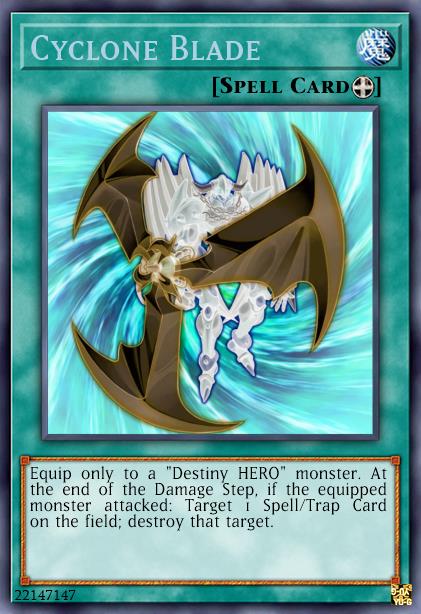 Cyclone Blade
魔
[Spell Card]
Equip only to a "Destiny HERO" monster. At
the end of the Damage Step, if the equipped
monster attacked: Target 1 Spell/Trap Card
on the field; destroy that target.
22147147